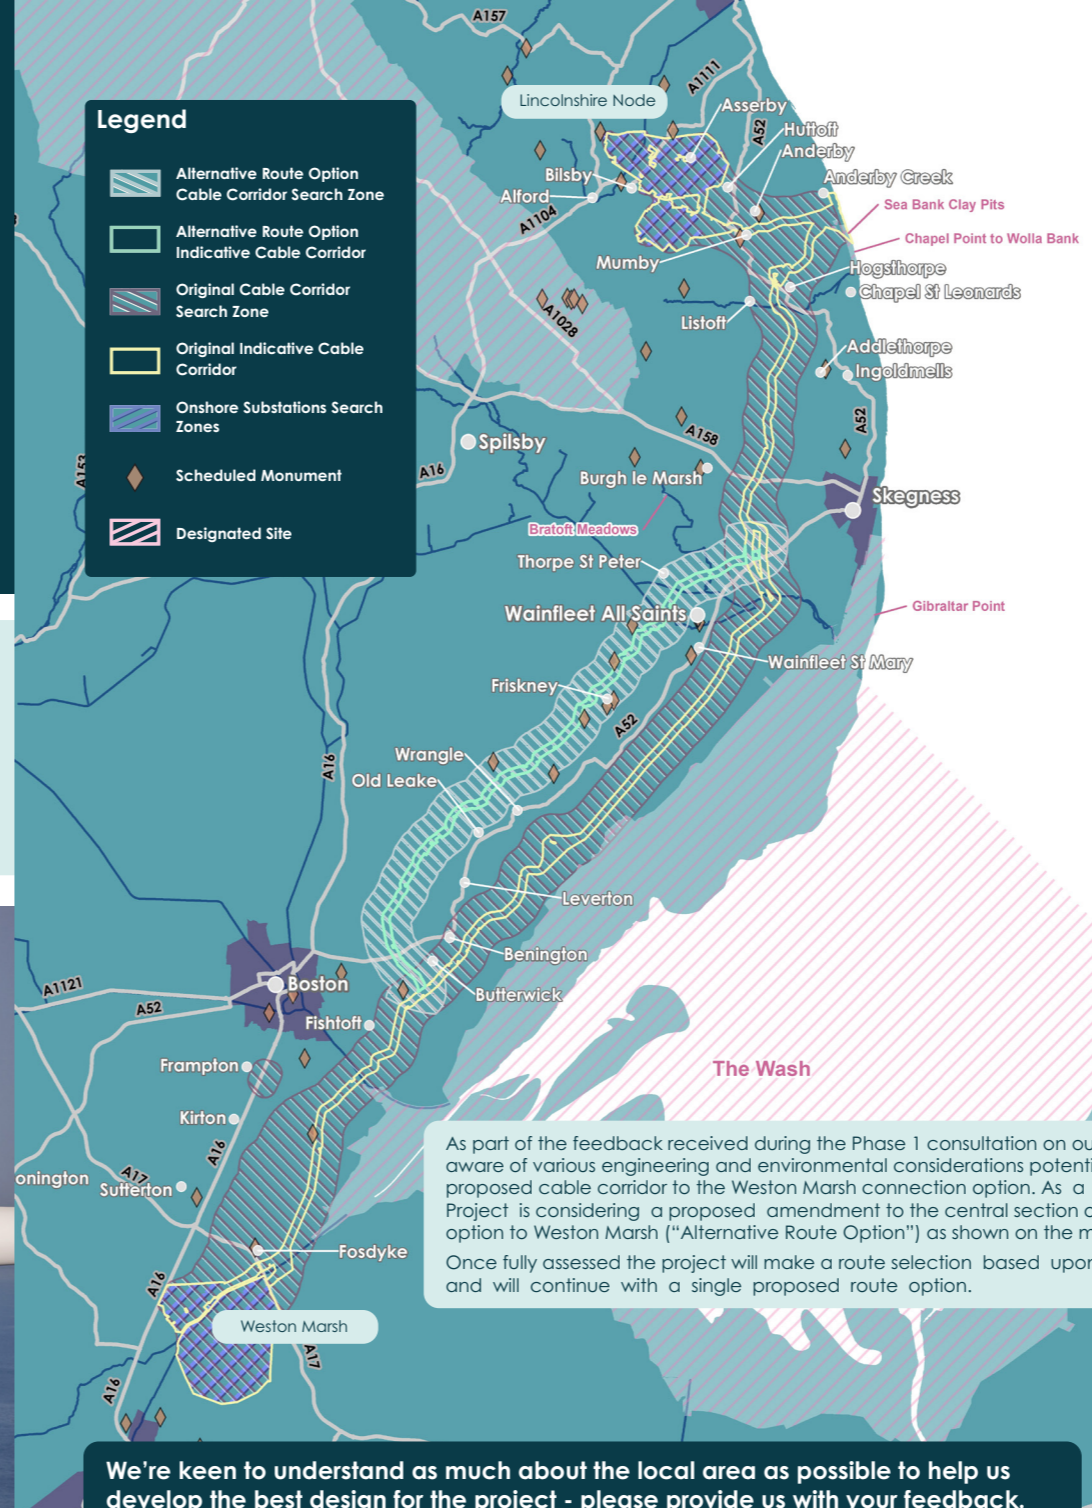 Legend
Alternative Route Option
Cable Corridor Search Zone
Alternative Route Option
Indicative Cable Corridor
Original Cable Corridor
Search Zone
Original Indicative Cable
Corridor
Onshore Substations Search
Zones
Scheduled Monument
Designated Site
A157
A1111
Lincolnshire Node
Asserby
A52
Huttoft
Anderby
Bilsby
Anderby Creek
Alford
Sea Bank Clay Pits
A1104
Chapel Point to Wolla Bank
Mumby
Hogsthorpe
Chapel St Leonards
A1028
Listoft
Addlethorpe
Ingoldmells
A52
A158
Spilsby
A16
A153
Burgh le Marsh
Skegness
Bratoft Meadows
Thorpe St Peter
Gibraltar Point
Wainfleet All Saints
Wainfleet St Mary
Friskney
A52
Wrangle
A16
Old Leake
Leverton
Benington
Boston
A1121
A52
Butterwick
Fishtoft
Frampton
The Wash
Kirton
A16
A17
onington
Sutterton
Fosdyke
A16
Weston Marsh
A17
A16
As part of the feedback received during the Phase 1 consultation on
aware of various engineering and environmental considerations
proposed cable corridor to the Weston Marsh connection option. As a
Project is considering a proposed amendment to the central section
option to Weston Marsh ("Alternative Route Option") as shown on the
Once fully assessed the project will make a route selection based
and will continue with a single proposed route option.
We're keen to understand as much about the local area as possible to help us
develop the best design for the project - please provide us with your feedback